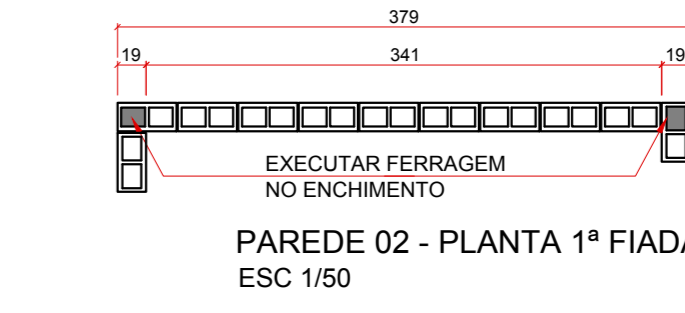 379
19 341 19
EXECUTAR FERRAGEM
NO ENCHIMENTO
PAREDE 02 - PLANTA 1ª FIADA
ESC 1/50